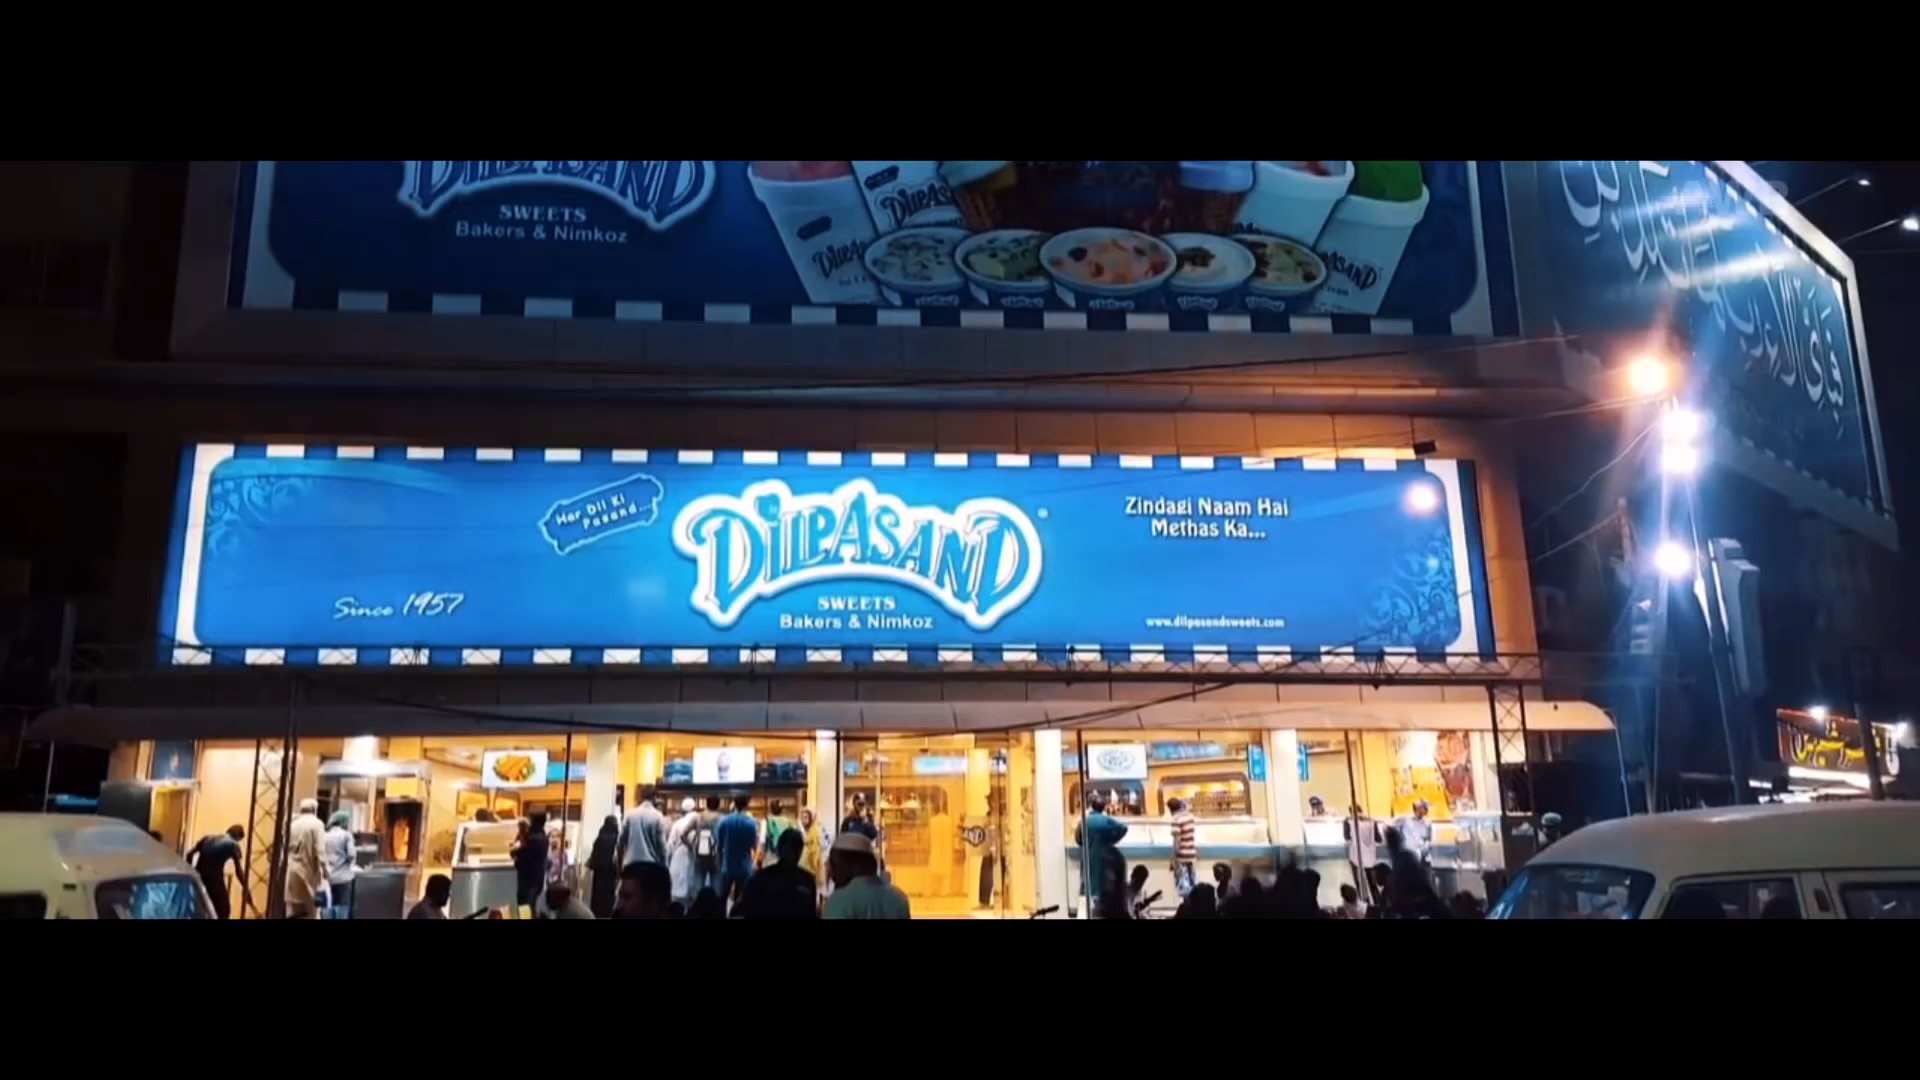 DILPASAND
SWEETS
Bakers & Nimkoz
DILPASAND
Har Dil Ki
Pasand...
DILPASAND
SWEETS
Bakers & Nimkoz
Since 1957
Zindagi Naam Hai
Methas Ka...
www.dilpasandsweets.com